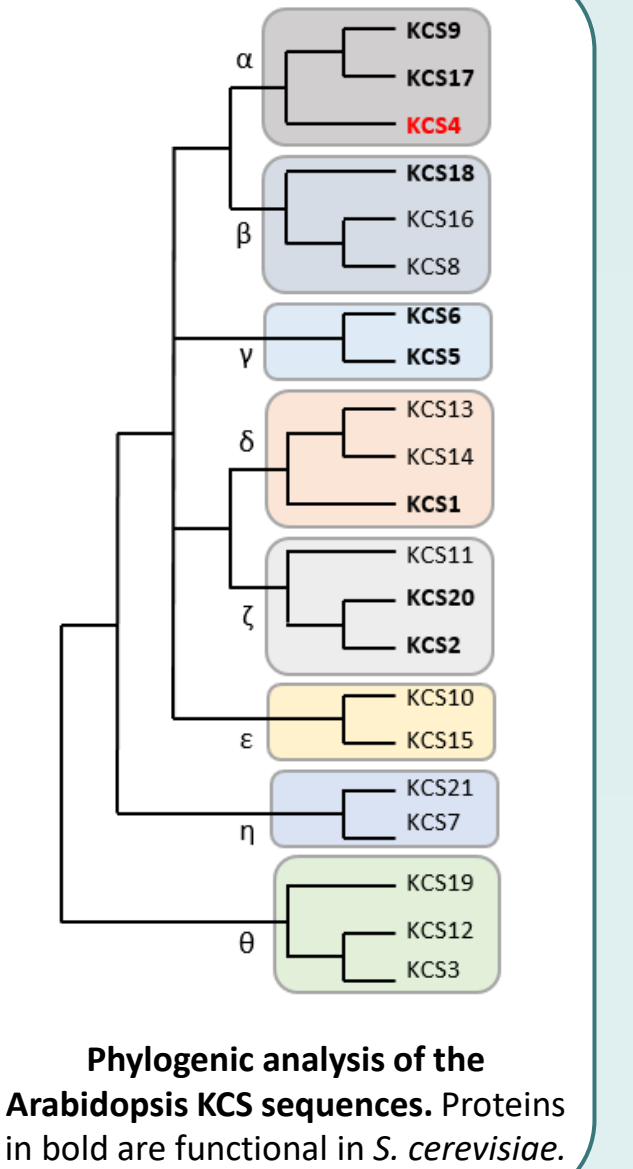 KCS9
α
KCS17
KCS4
KCS18
KCS16
β
KCS8
KCS6
γ
KCS5
KCS13
δ
KCS14
KCS1
KCS11
KCS20
ζ
KCS2
KCS10
ε
KCS15
KCS21
KCS7
η
KCS19
KCS12
θ
KCS3
Phylogenic analysis of the
Arabidopsis KCS sequences. Proteins
in bold are functional in S. cerevisiae.